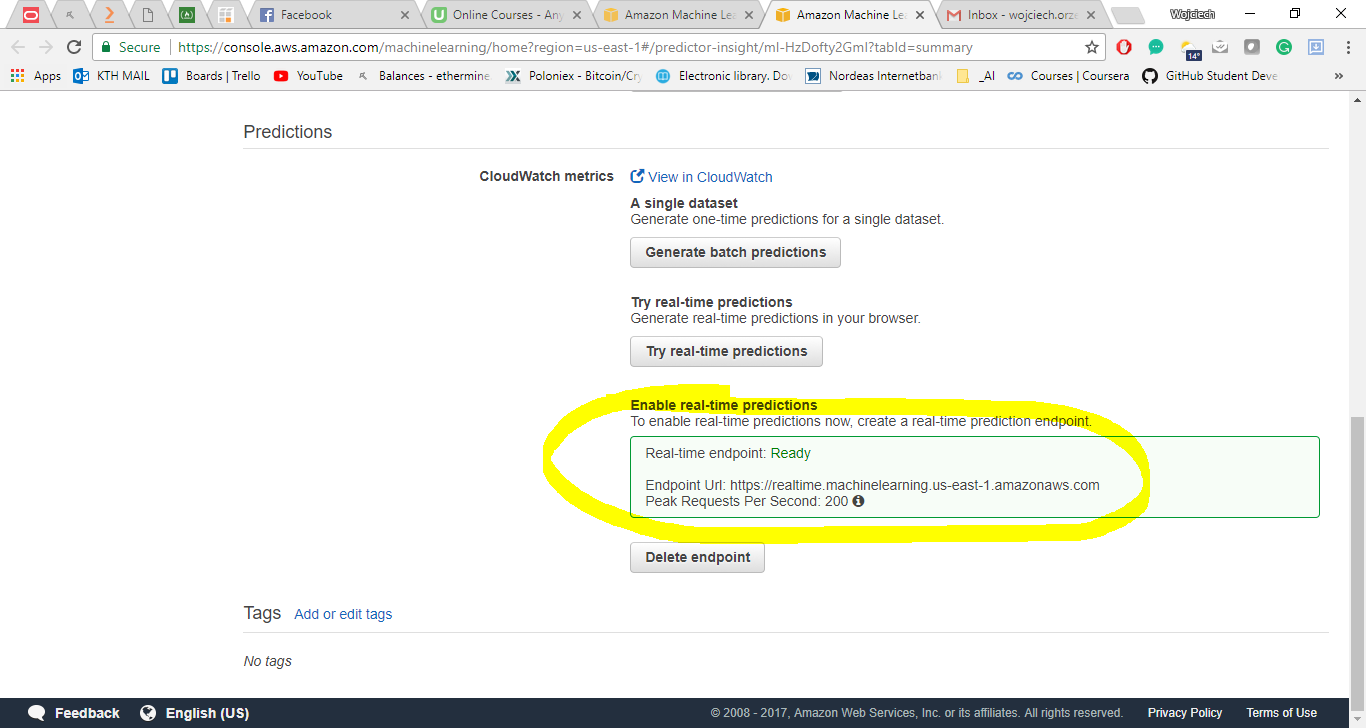 Facebook
Online Courses - Any
Amazon Machine Le
Amazon Machine Le
Inbox - wojciech.orze
Wojciech
Secure
https://console.aws.amazon.com/machinelearning/home?region=us-east-1#/predictor-insight/ml-HzDofty2GmI?tabId=summary
14°
Apps
KTH MAIL
Boards | Trello
YouTube
Balances - ethermine.
Poloniex - Bitcoin/Cry
Electronic library. Dov
Nordeas Internetbank
_AI
Courses | Coursera
GitHub Student Deve
»
Predictions
CloudWatch metrics
View in CloudWatch
A single dataset
Generate one-time predictions for a single dataset.
Generate batch predictions
Try real-time predictions
Generate real-time predictions in your browser.
Try real-time predictions
Enable real-time predictions
To enable real-time predictions now, create a real-time prediction endpoint.
Real-time endpoint: Ready
Endpoint Url: https://realtime.machinelearning.us-east-1.amazonaws.com
Peak Requests Per Second: 200
Delete endpoint
Tags
Add or edit tags
No tags
Feedback
English (US)
© 2008 - 2017, Amazon Web Services, Inc. or its affiliates. All rights reserved.
Privacy Policy
Terms of Use